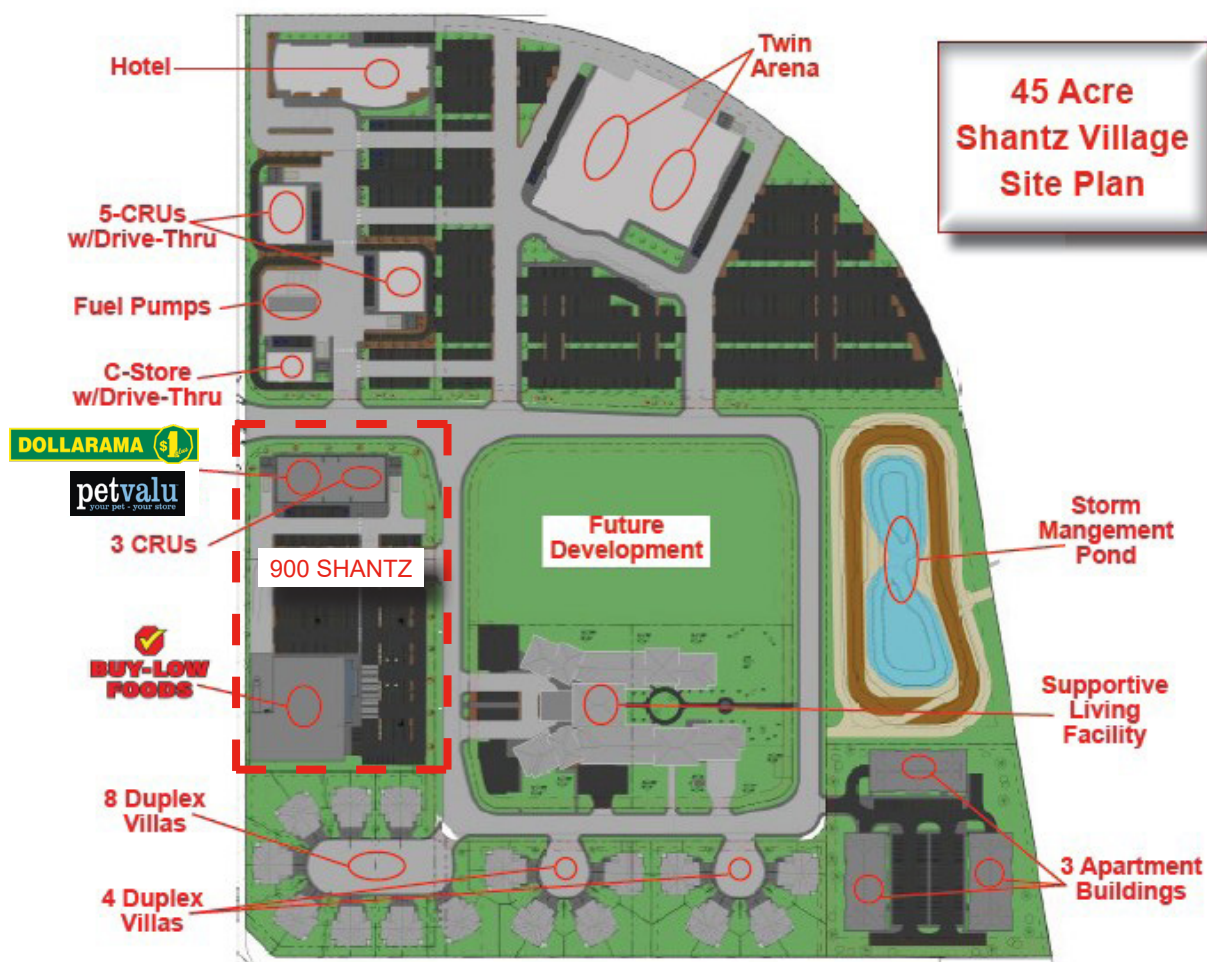 Hotel
Twin
Arena
45 Acre
Shantz Village
Site Plan
5-CRUs
w/Drive-Thru
Fuel Pumps
C-Store
w/Drive-Thru
DOLLARAMA $1 plus
petvalu
your pet - your store
3 CRUs
900 SHANTZ
Future
Development
Storm
Mangement
Pond
BUY-LOW
FOODS
Supportive
Living
Facility
8 Duplex
Villas
4 Duplex
Villas
3 Apartment
Buildings